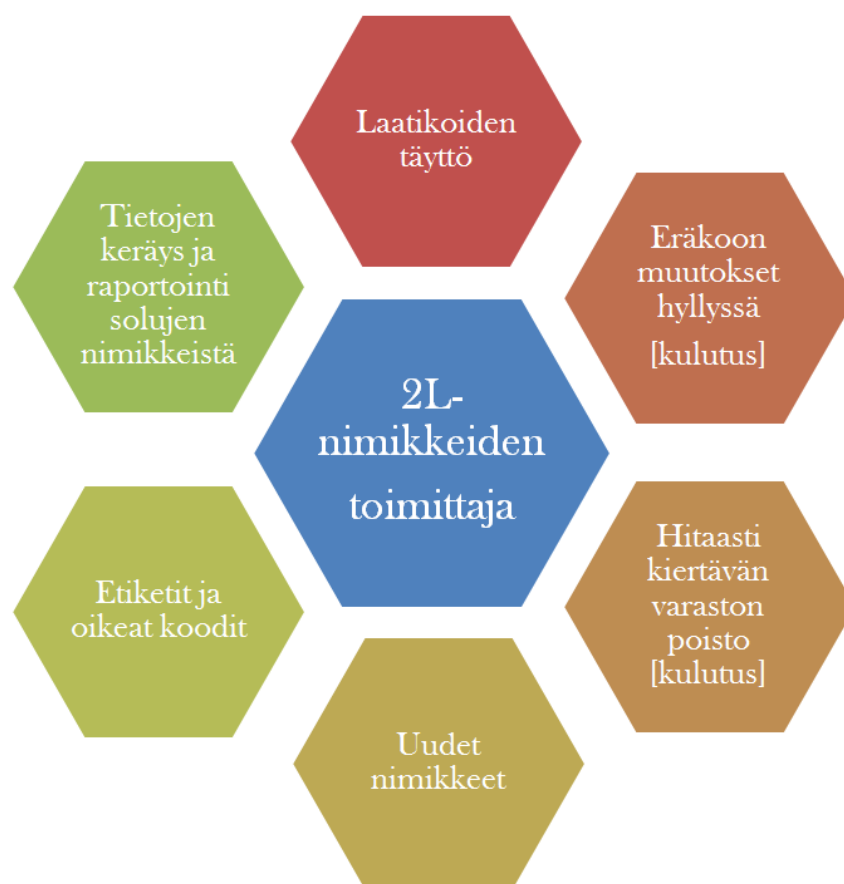 Laatikoiden
täyttö
Tietojen
keräys ja
raportointi
solujen
nimikkeistä
Eräkoon
muutokset
hyllyssä
[kulutus]
2L-
nimikkeiden
toimittaja
Etiketit ja
oikeat koodit
Hitaasti
kiertävän
varaston
poisto
[kulutus]
Uudet
nimikkeet